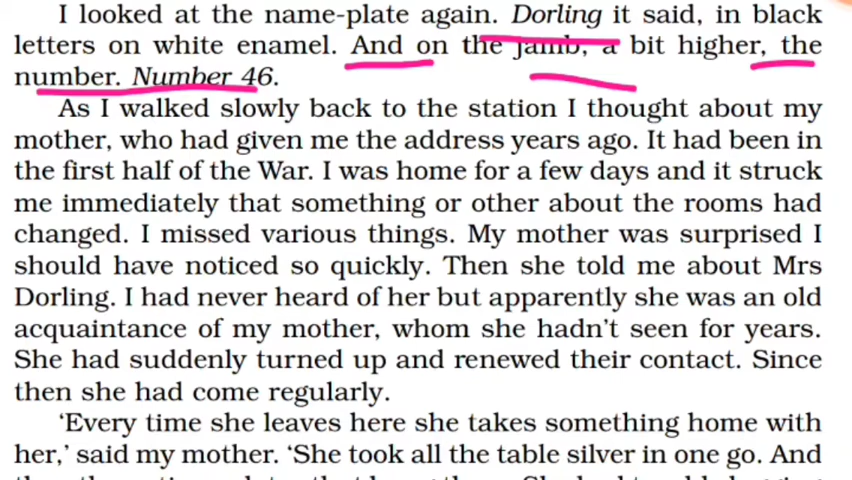 I looked at the name-plate again. Dorling it said, in black
letters on white enamel. And on the jamb, a bit higher, the
number. Number 46.
As I walked slowly back to the station I thought about my
mother, who had given me the address years ago. It had been in
the first half of the War. I was home for a few days and it struck
me immediately that something or other about the rooms had
changed. I missed various things. My mother was surprised I
should have noticed so quickly. Then she told me about Mrs
Dorling. I had never heard of her but apparently she was an old
acquaintance of my mother, whom she hadn't seen for years.
She had suddenly turned up and renewed their contact. Since
then she had come regularly.
‘Every time she leaves here she takes something home with
her,’ said my mother. ‘She took all the table silver in one go. And